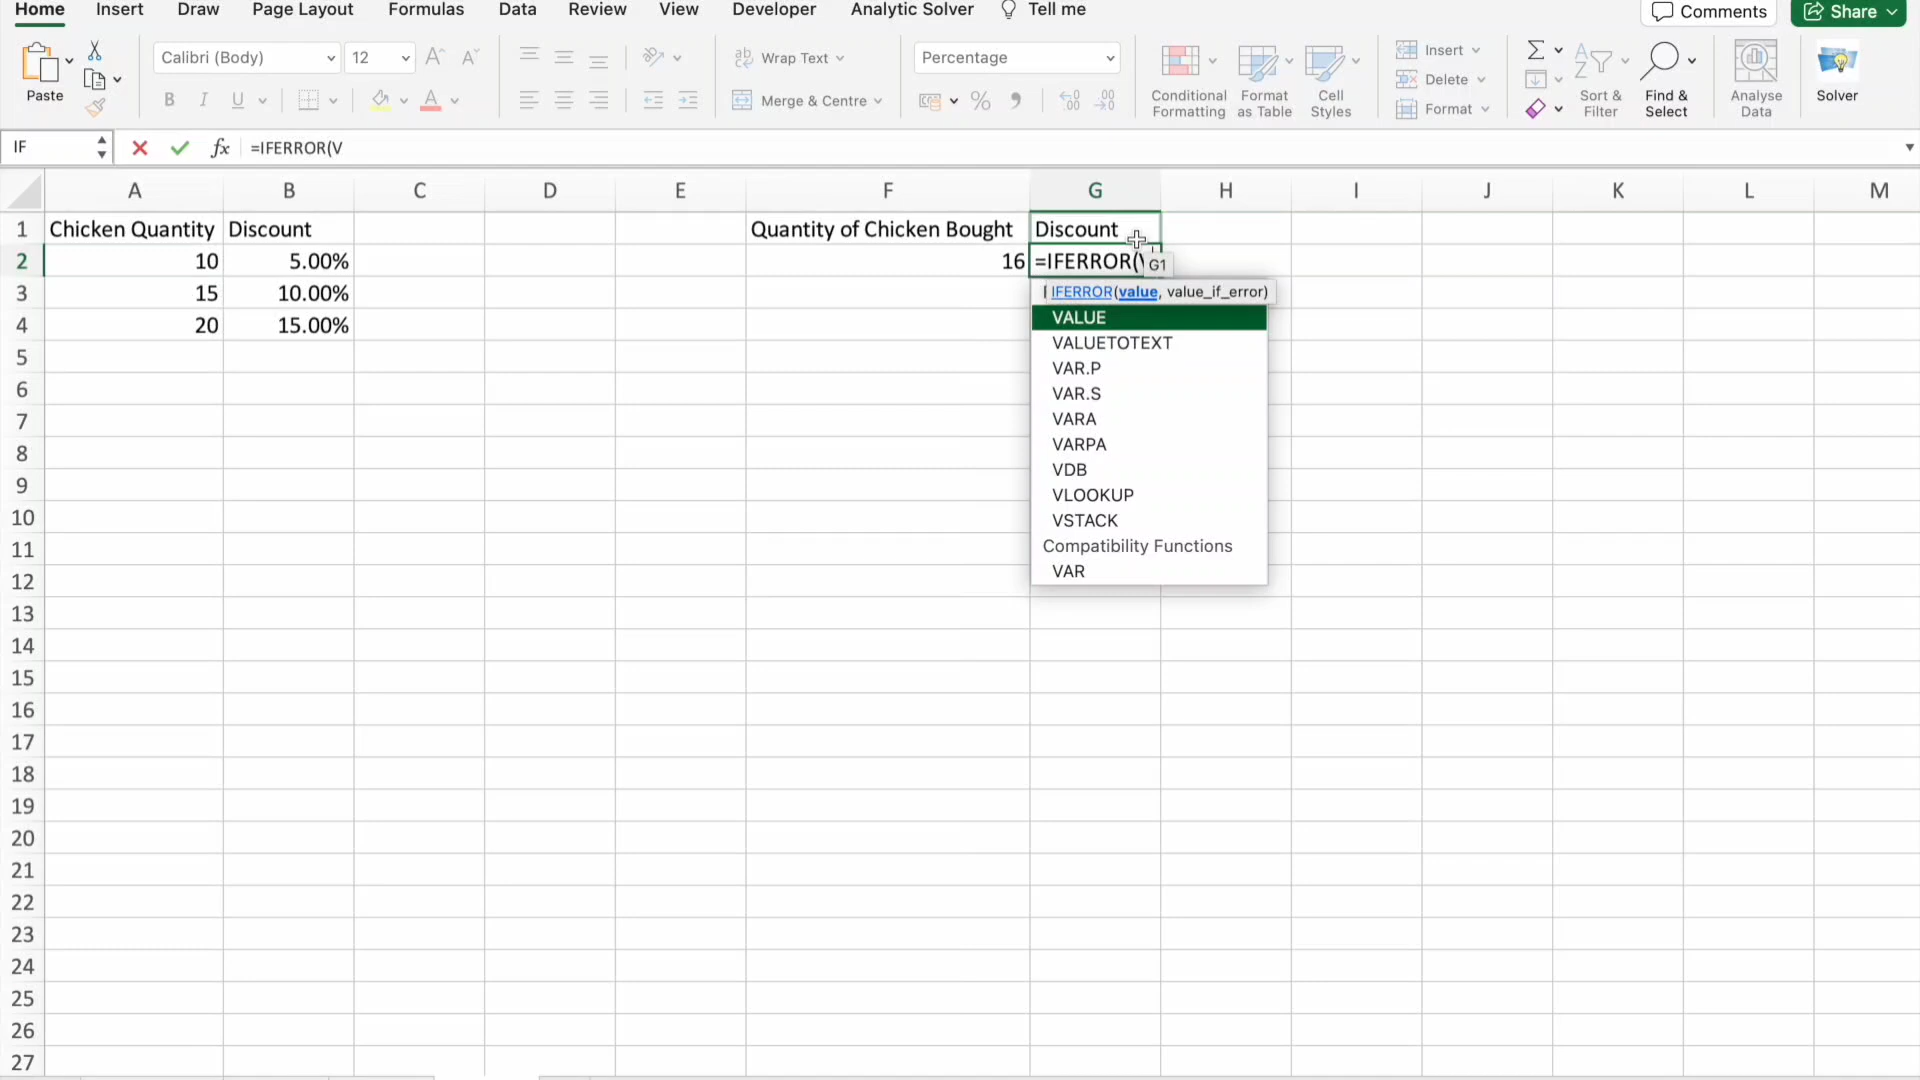 Home Insert Draw Page Layout Formulas Data Review View Developer Analytic Solver Tell me Comments Share
Paste
Calibri (Body) 12
B I U
Wrap Text
Merge & Centre
Percentage
Conditional Formatting
Format as Table
Cell Styles
Insert
Delete
Format
Sort & Filter
Find & Select
Analyse Data
Solver
IF fx =IFERROR(V
A B C D E F G H I J K L M
1 Chicken Quantity Discount Quantity of Chicken Bought Discount
2 10 5.00% 16 =IFERROR( G1
3 15 10.00% IFERROR(value, value_if_error)
4 20 15.00% VALUE
5 VALUETOTEXT
VAR.P
6 VAR.S
7 VARA
8 VARPA
9 VDB
VLOOKUP
10 VSTACK
11 Compatibility Functions
12 VAR
13
14
15
16
17
18
19
20
21
22
23
24
25
26
27